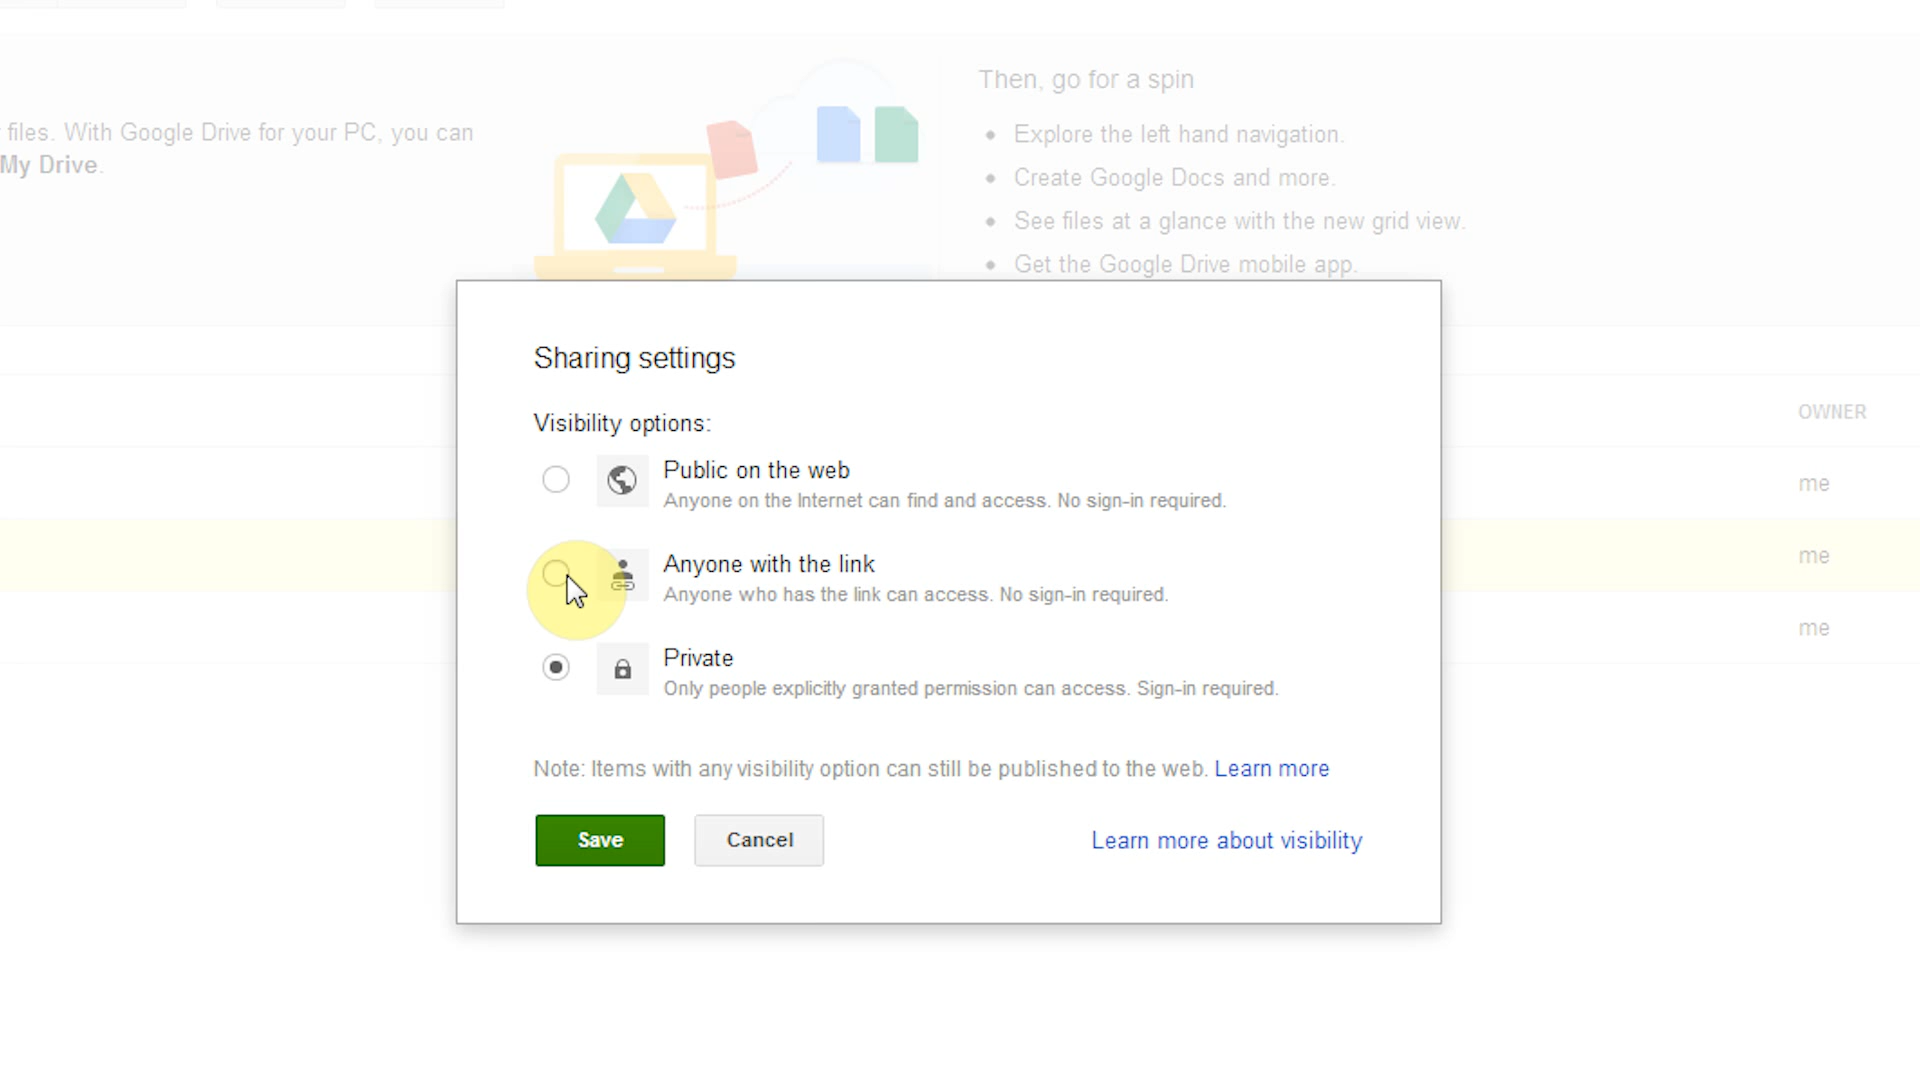 Then, go for a spin
files. With Google Drive for your PC, you can
My Drive.
Explore the left hand navigation.
Create Google Docs and more.
See files at a glance with the new grid view.
Get the Google Drive mobile app.
Sharing settings
Visibility options:
Public on the web
Anyone on the Internet can find and access. No sign-in required.
Anyone with the link
Anyone who has the link can access. No sign-in required.
Private
Only people explicitly granted permission can access. Sign-in required.
Note: Items with any visibility option can still be published to the web. Learn more
Save
Cancel
Learn more about visibility
OWNER
me
me
me